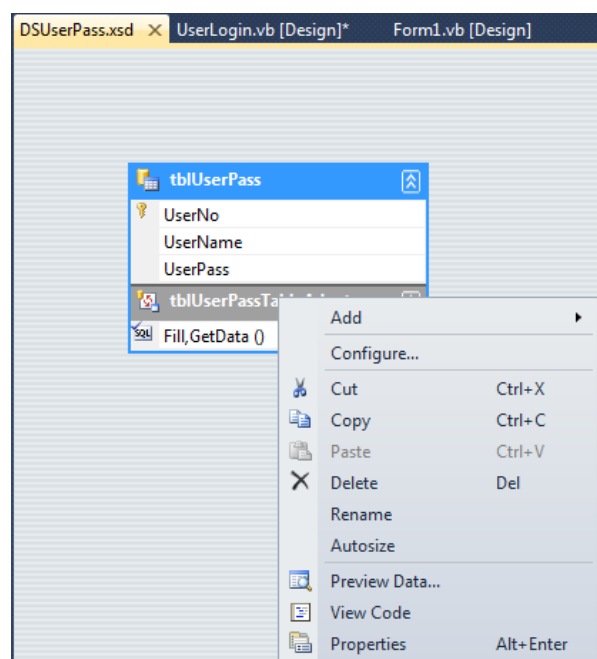 DSUserPass.xsd UserLogin.vb [Design]* Form1.vb [Design]
tblUserPass
UserNo
UserName
UserPass
tblUserPassTa
Fill,GetData ()
Add
Configure...
Cut Ctrl+X
Copy Ctrl+C
Paste Ctrl+V
Delete Del
Rename
Autosize
Preview Data...
View Code
Properties Alt+Enter